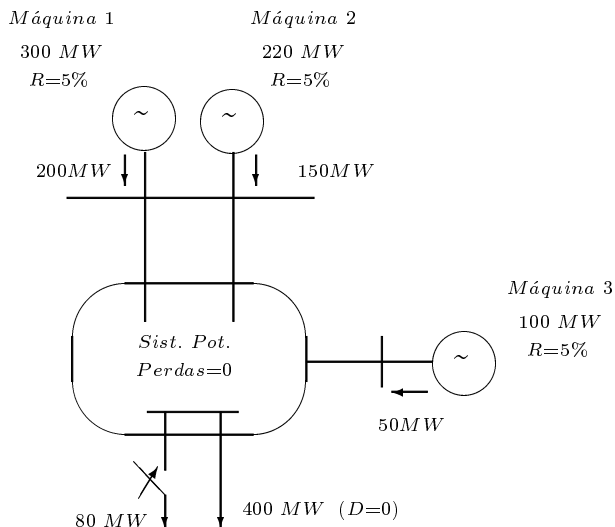 Máquina 1
300 MW
R=5%
Máquina 2
220 MW
R=5%
~
~
200MW
150MW
Máquina 3
100 MW
R=5%
~
Sist. Pot.
Perdas=0
50MW
80 MW
400 MW (D=0)